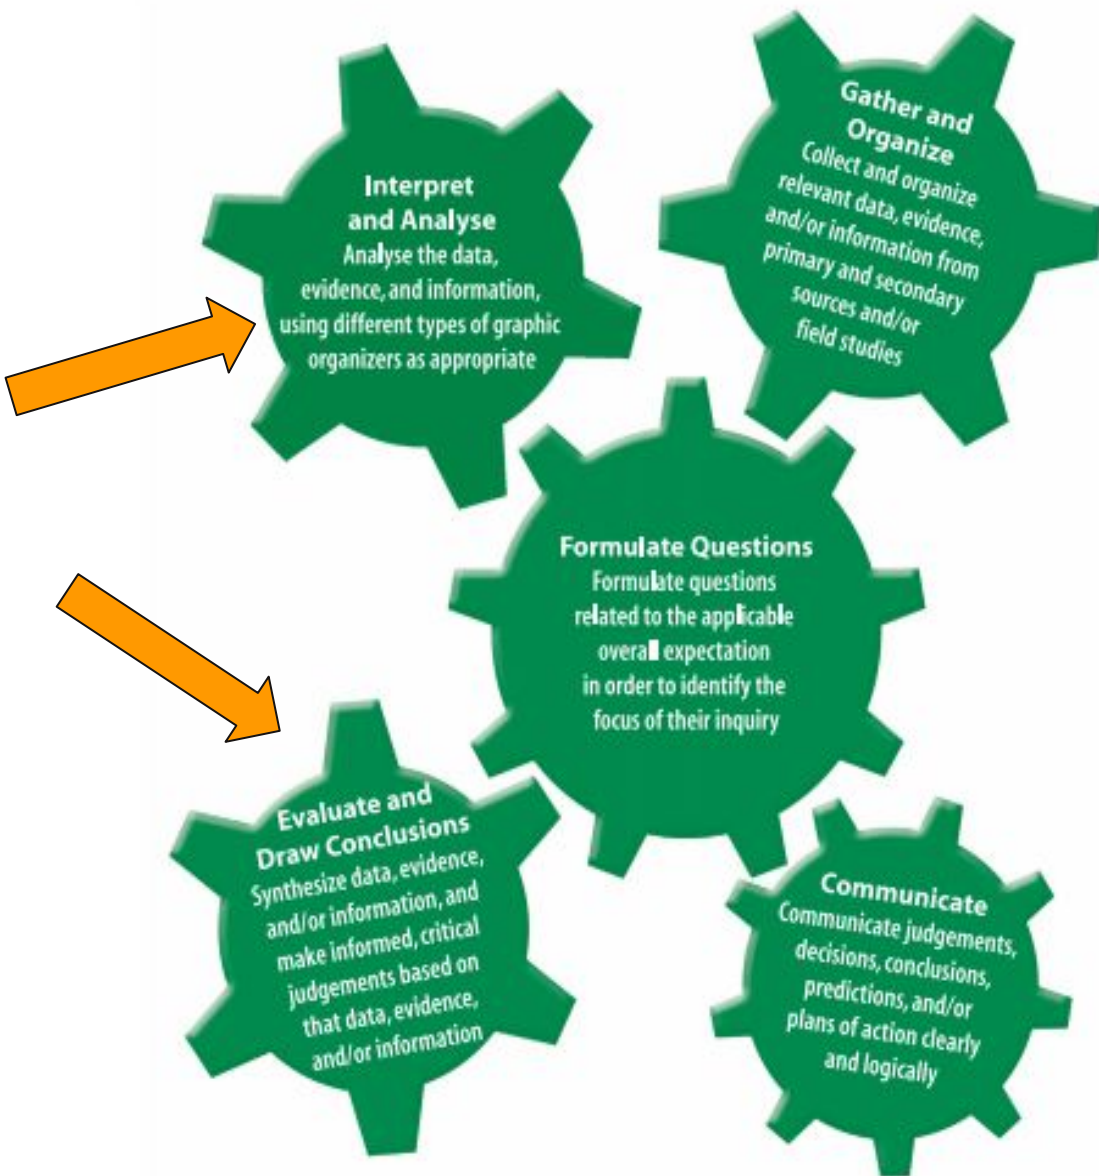 Interpret
and Analyse
Analyse the data,
evidence, and information,
using different types of graphic
organizers as appropriate
Gather and
Organize
Collect and organize
relevant data, evidence,
and/or information from
primary and secondary
sources and/or
field studies
Formulate Questions
Formulate questions
related to the applicable
overall expectation
in order to identify the
focus of their inquiry
Evaluate and
Draw Conclusions
Synthesize data, evidence,
and/or information, and
make informed, critical
judgements based on
that data, evidence,
and/or information
Communicate
Communicate judgements,
decisions, conclusions,
predictions, and/or
plans of action clearly
and logically